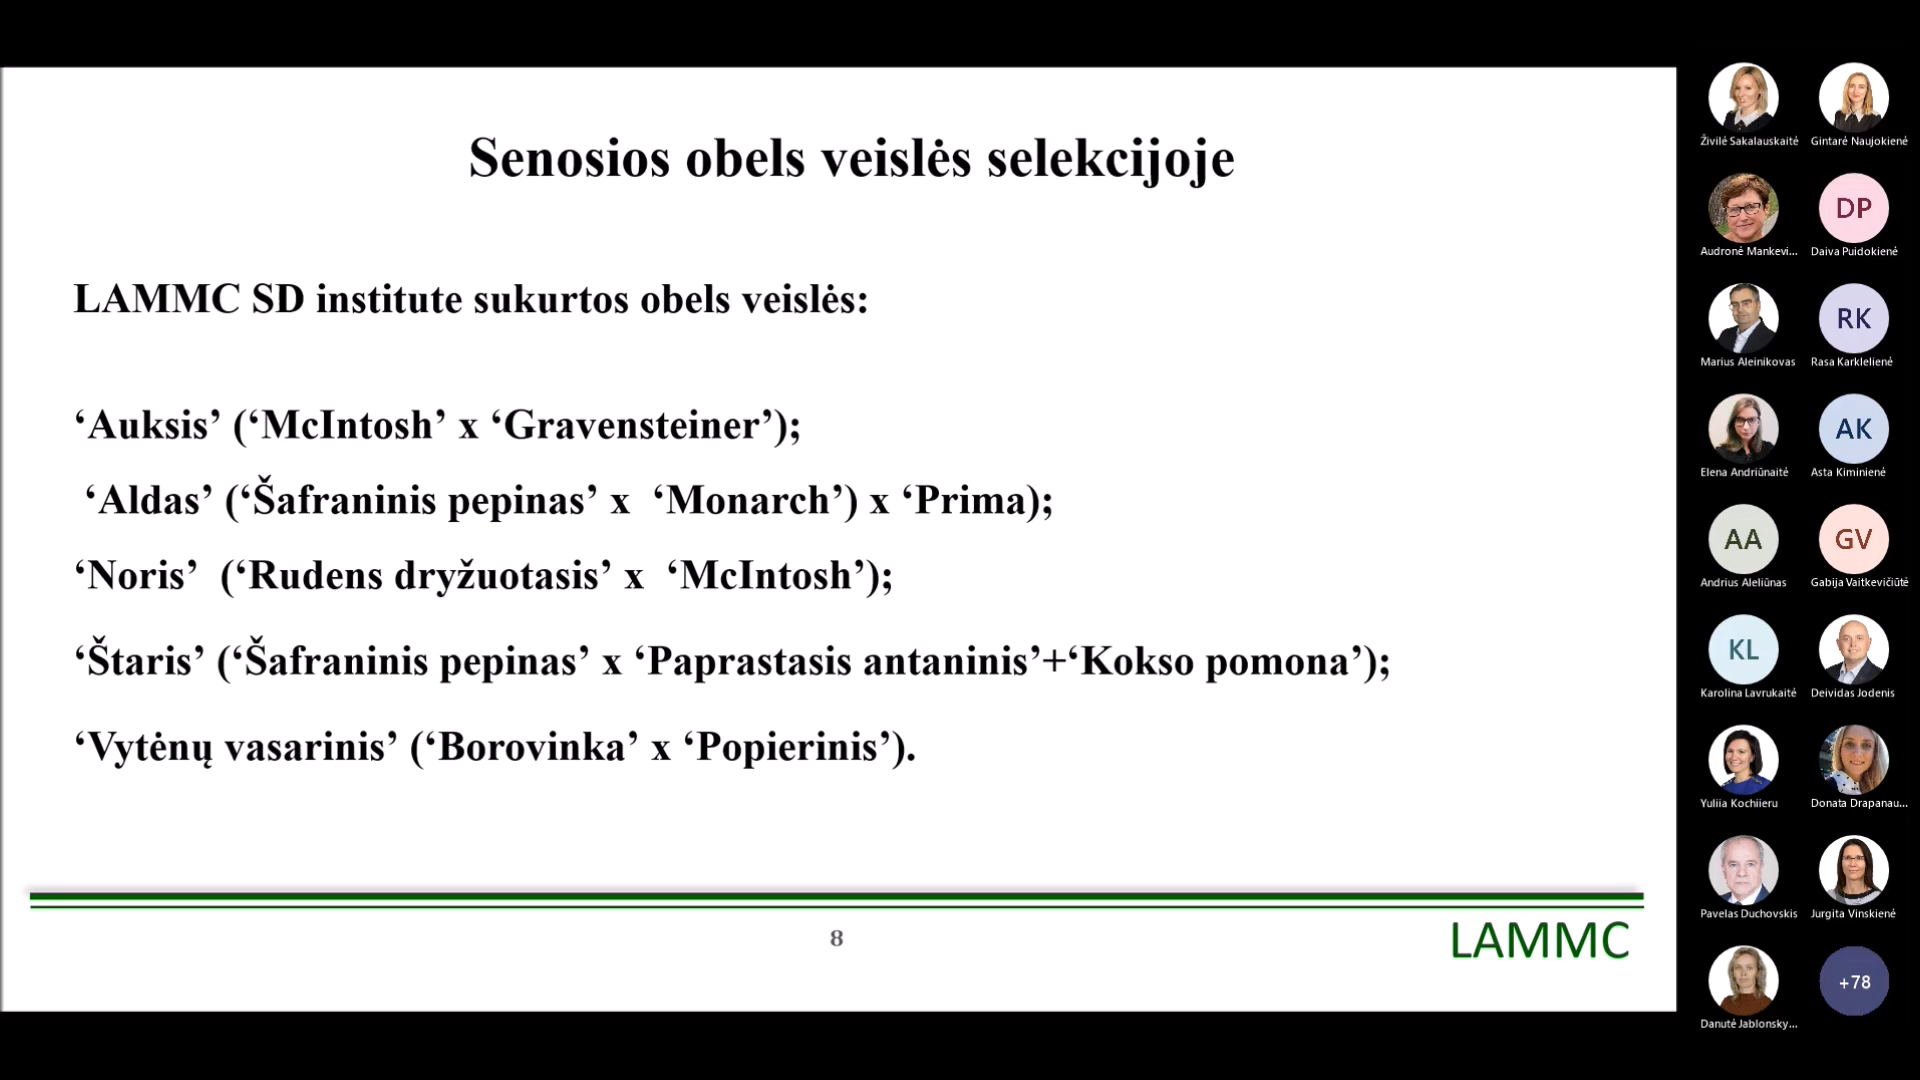 Senosios obels veislės selekcijoje
LAMMC SD institute sukurtos obels veislės:
‘Auksis’ (‘McIntosh’ x ‘Gravensteiner’);
‘Aldas’ (‘Šafraninis pepinas’ x ‘Monarch’) x ‘Prima);
‘Noris’ (‘Rudens dryžuotasis’ x ‘McIntosh’);
‘Štaris’ (‘Šafraninis pepinas’ x ‘Paprastasis antaninis’+‘Kokso pomona’);
‘Vytėnų vasarinis’ (‘Borovinka’ x ‘Popierinis’).
8
LAMMC
Živilė Sakalauskaitė
Gintarė Naujokienė
Audronė Mankevi...
DP
Daiva Puidokienė
Marius Aleinikovas
RK
Rasa Karklelienė
Elena Andriūnaitė
AK
Asta Kiminienė
AA
Andrius Aleliūnas
GV
Gabija Vaitkevičiūtė
KL
Karolina Lavrukaitė
Deividas Jodenis
Yuliia Kochiieru
Donata Drapanau...
Pavelas Duchovskis
Jurgita Vinskienė
Danutė Jablonsky...
+78